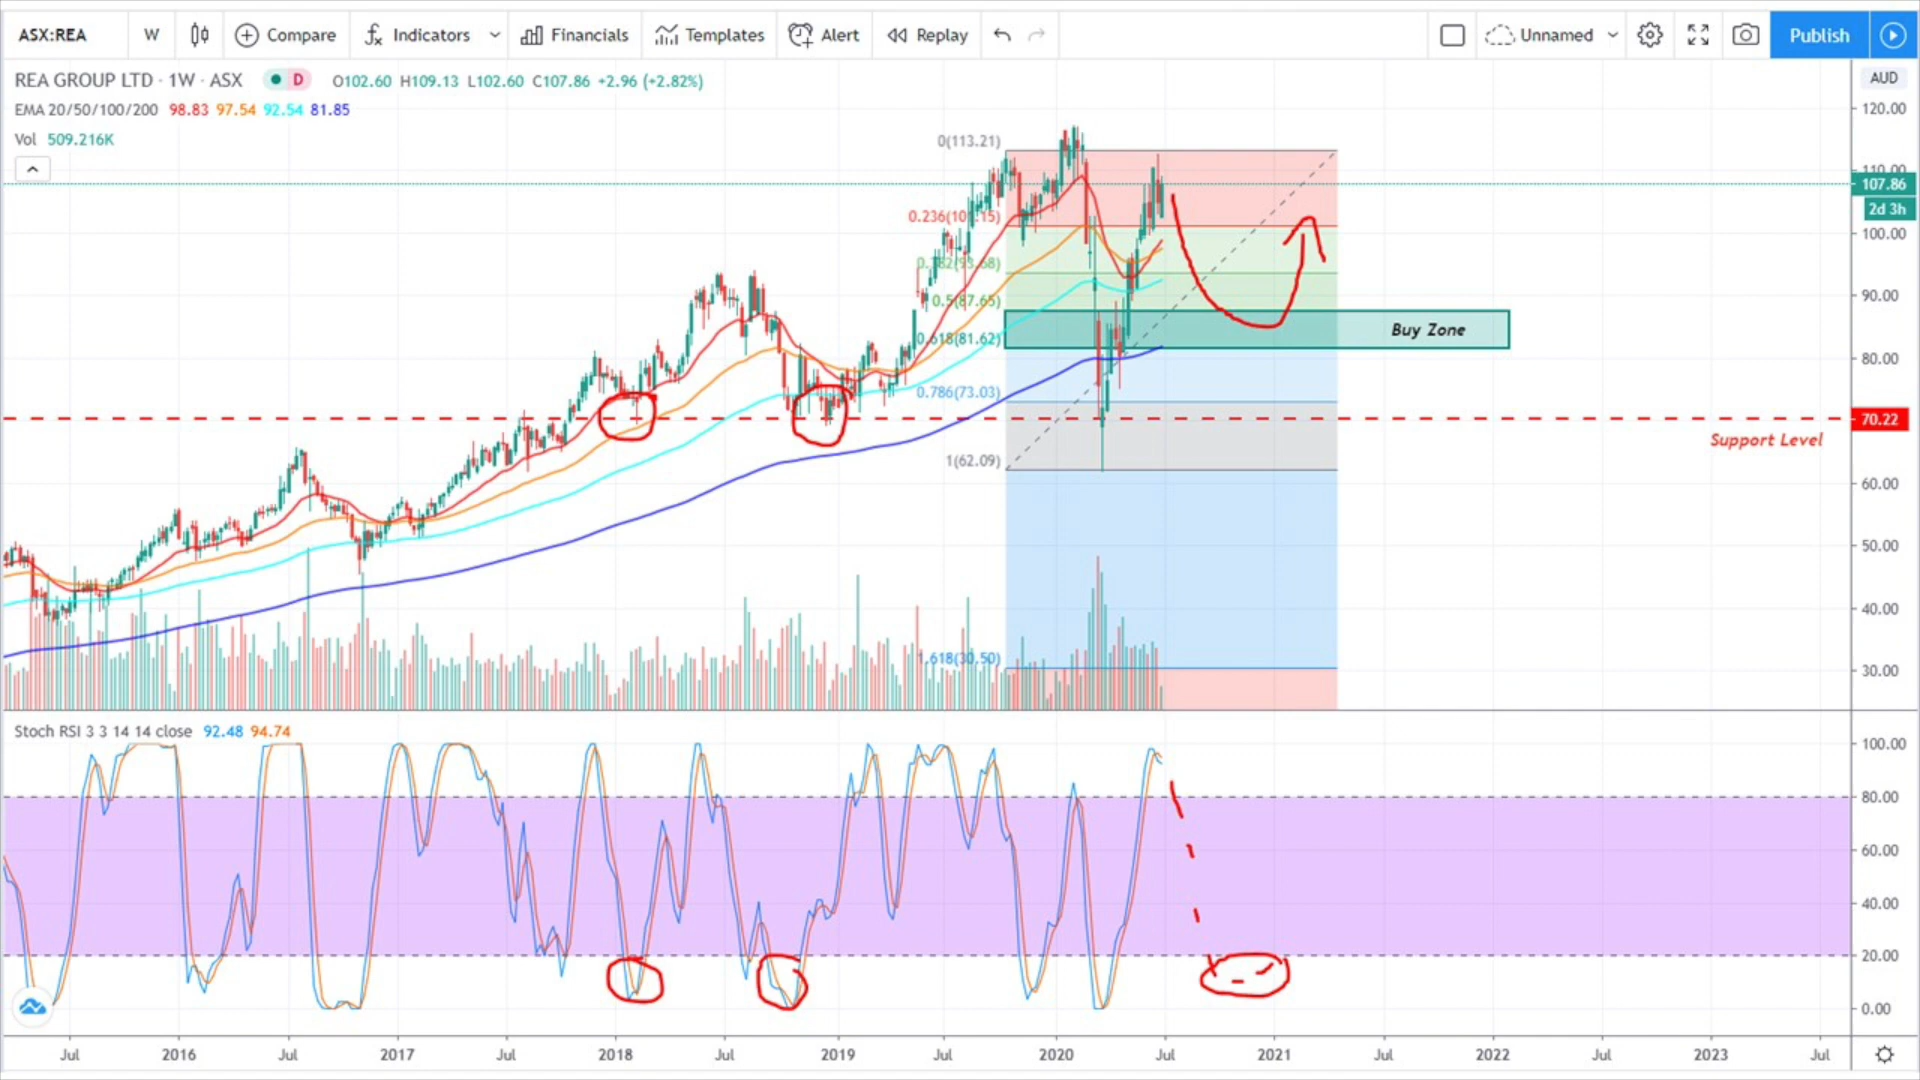 ASX:REA W Compare Indicators Financials Templates Alert Replay Unnamed Publish
REA GROUP LTD · 1W · ASX D O102.60 H109.13 L102.60 C107.86 +2.96 (+2.82%)
AUD
EMA 20/50/100/200 98.83 97.54 92.54 81.85
Vol 509.216K
120.00
110.00
107.86
2d 3h
100.00
90.00
80.00
70.22
60.00
50.00
40.00
30.00
0(113.21)
0.236(101.15)
0.382(93.68)
0.5(87.65)
0.618(81.62)
0.786(73.03)
1(62.09)
1.618(30.50)
Buy Zone
Support Level
Stoch RSI 3 3 14 14 close 92.48 94.74
100.00
80.00
60.00
40.00
20.00
0.00
Jul 2016 Jul 2017 Jul 2018 Jul 2019 Jul 2020 Jul 2021 Jul 2022 Jul 2023 Jul